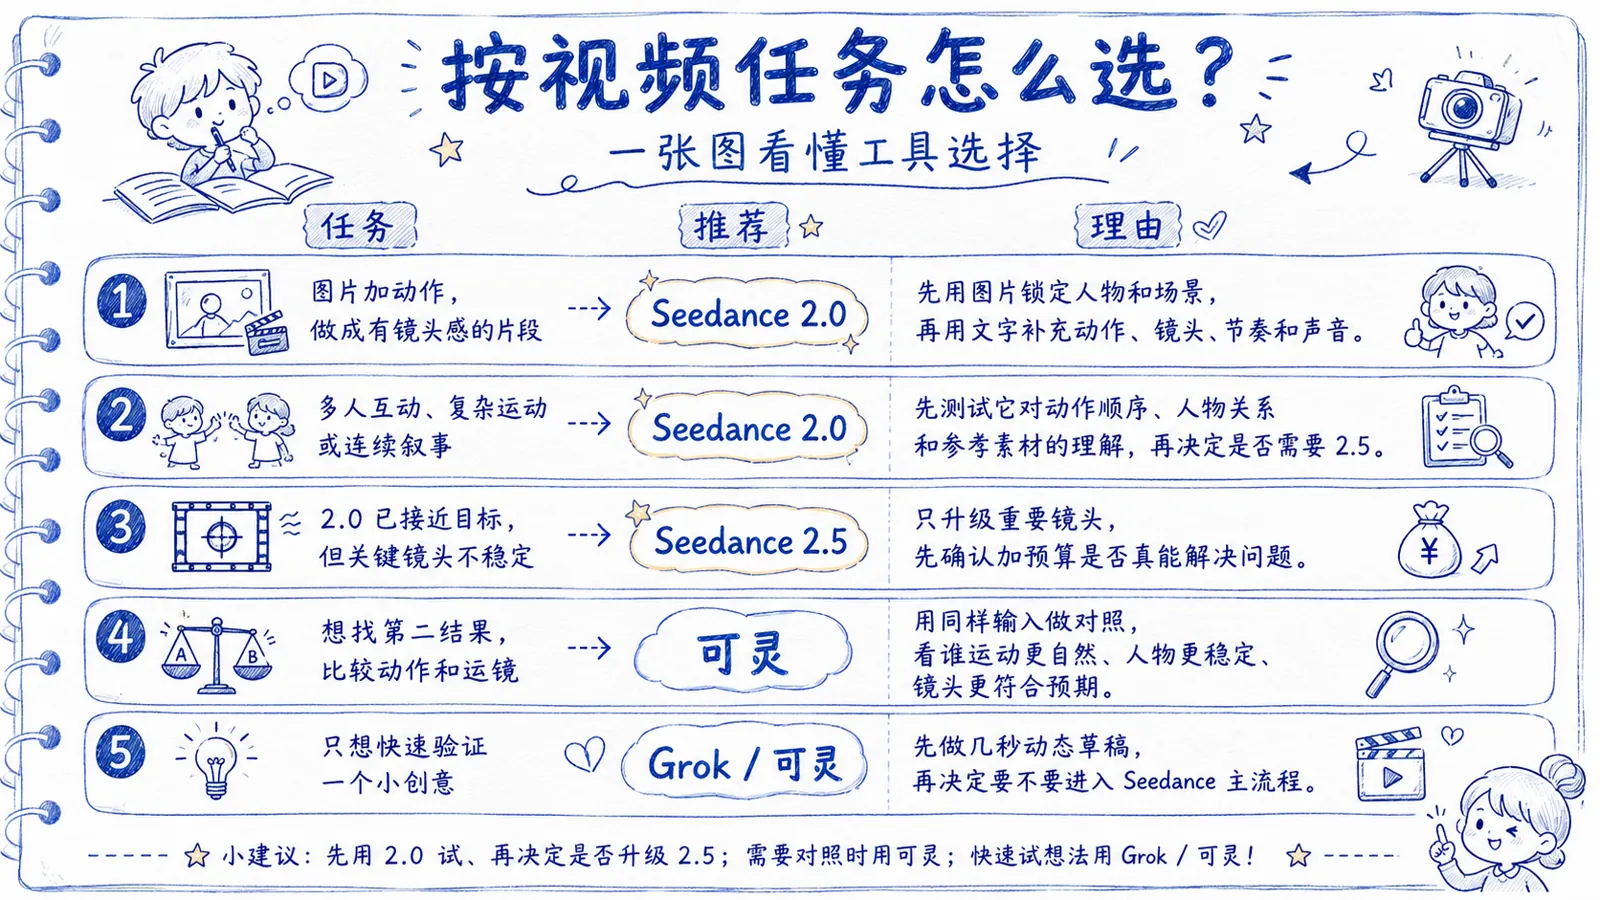 按视频任务怎么选？
一张图看懂工具选择
任务
推荐
理由
1
图片加动作，
做成有镜头感的片段
Seedance 2.0
先用图片锁定人物和场景，
再用文字补充动作、镜头、节奏和声音。
2
多人互动、复杂运动
或连续叙事
Seedance 2.0
先测试它对动作顺序、人物关系
和参考素材的理解，再决定是否需要 2.5。
3
2.0 已接近目标，
但关键镜头不稳定
Seedance 2.5
只升级重要镜头，
先确认加预算是否真能解决问题。
¥
4
A
B
想找第二结果，
比较动作和运镜
可灵
用同样输入做对照，
看谁运动更自然、人物更稳定、
镜头更符合预期。
5
只想快速验证
一个小创意
Grok / 可灵
先做几秒动态草稿，
再决定要不要进入 Seedance 主流程。
小建议：先用 2.0 试、再决定是否升级 2.5；需要对照时用可灵；快速试想法用 Grok / 可灵！